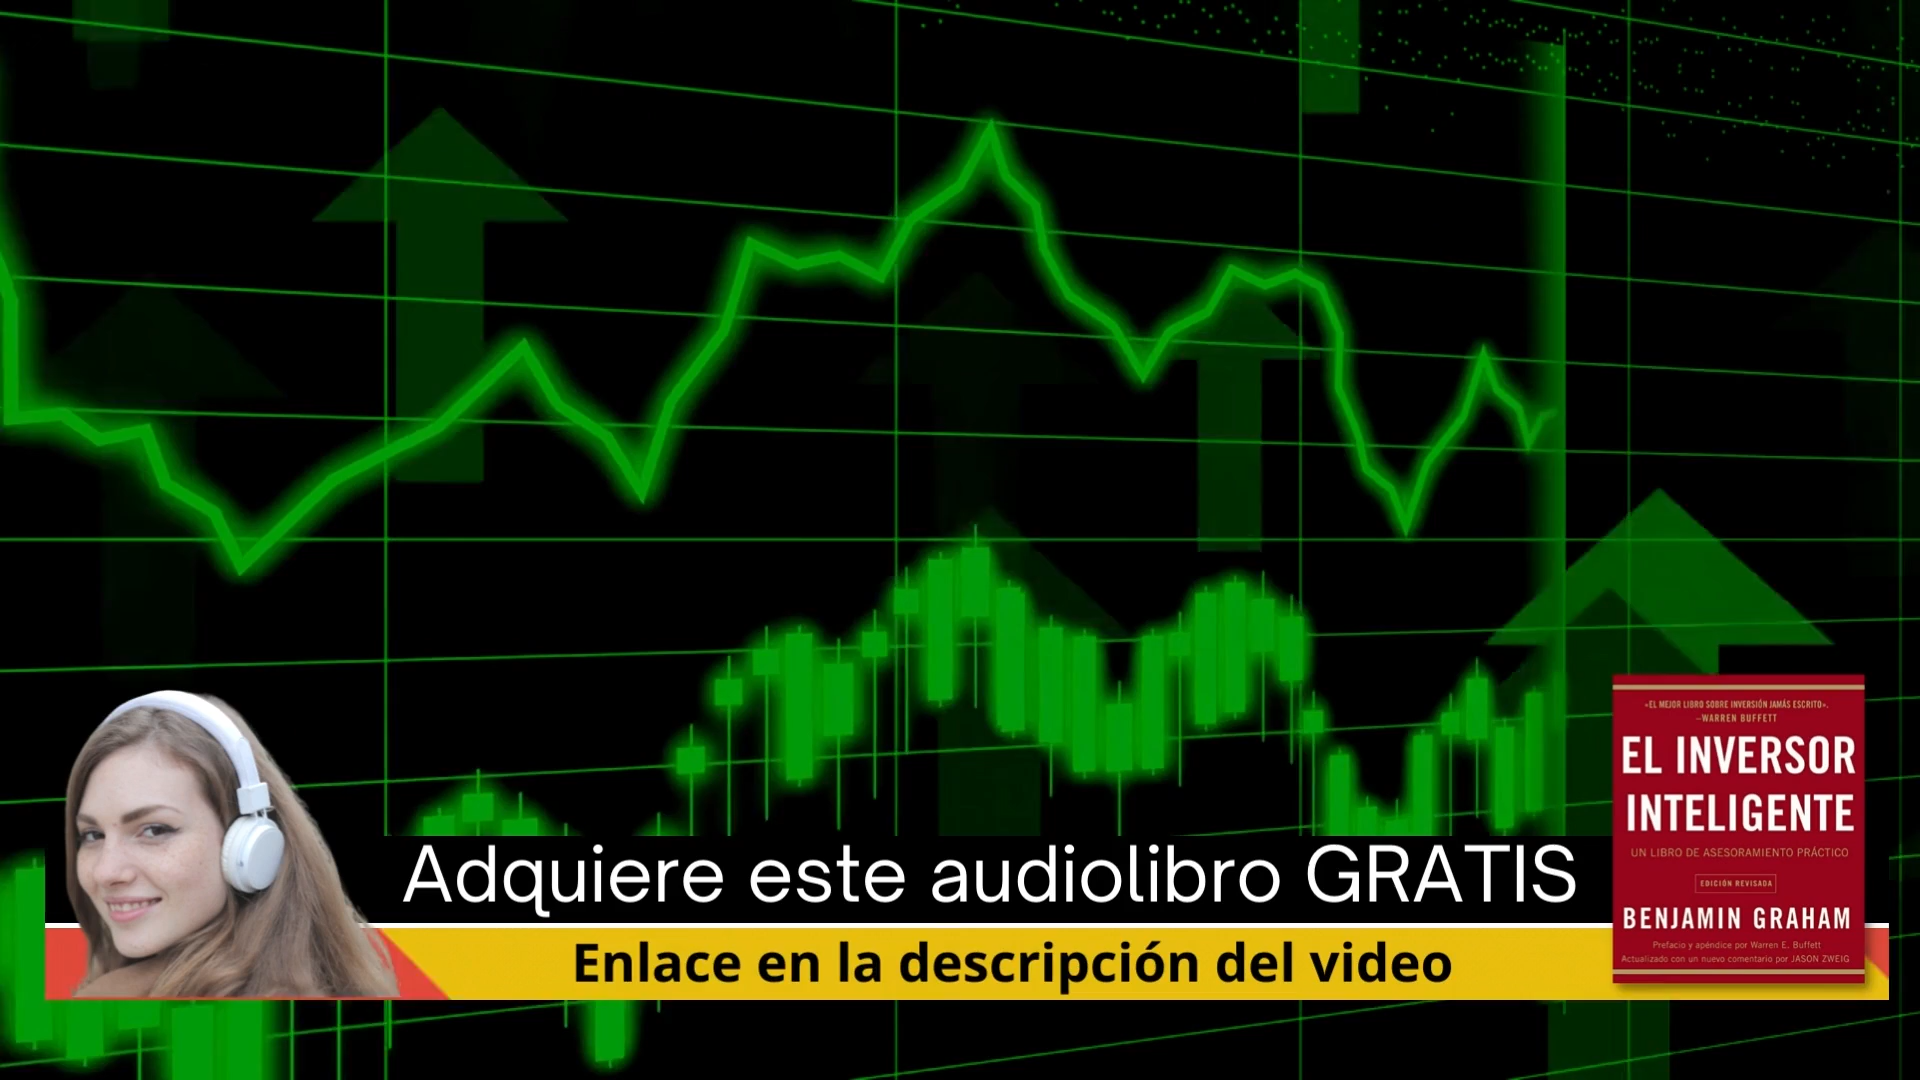 Adquiere este audiolibro GRATIS
Enlace en la descripción del video
«EL MEJOR LIBRO SOBRE INVERSIÓN JAMÁS ESCRITO».
—WARREN BUFFETT
EL INVERSOR
INTELIGENTE
UN LIBRO DE ASESORAMIENTO PRÁCTICO
EDICIÓN REVISADA
BENJAMIN GRAHAM
Prefacio y apéndice por Warren E. Buffett
Actualizado con un nuevo comentario por JASON ZWEIG